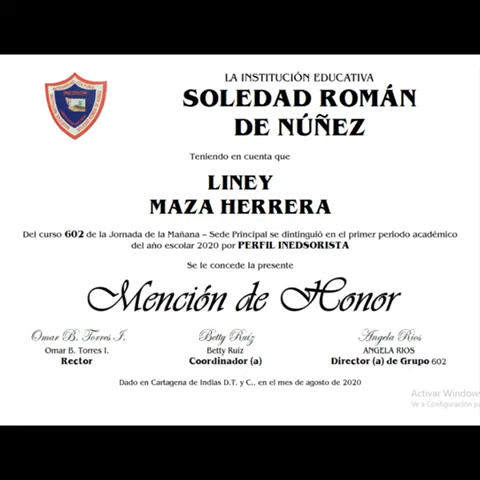 LA INSTITUCIÓN EDUCATIVA
SOLEDAD ROMÁN
DE NÚÑEZ
Teniendo en cuenta que
LINEY
MAZA HERRERA
Del curso 602 de la Jornada de la Mañana – Sede Principal se distinguió en el primer periodo académico
del año escolar 2020 por PERFIL INEDSORISTA
Se le concede la presente
Mención de Honor
Omar B. Torres I. Betty Ruíz Angela Rios
Omar B. Torres I. Betty Ruíz ANGELA RIOS
Rector Coordinador (a) Director (a) de Grupo 602
Dado en Cartagena de Indias D.T. y C.. en el mes de agosto de 2020
Activar Windows
Ve a Configuración